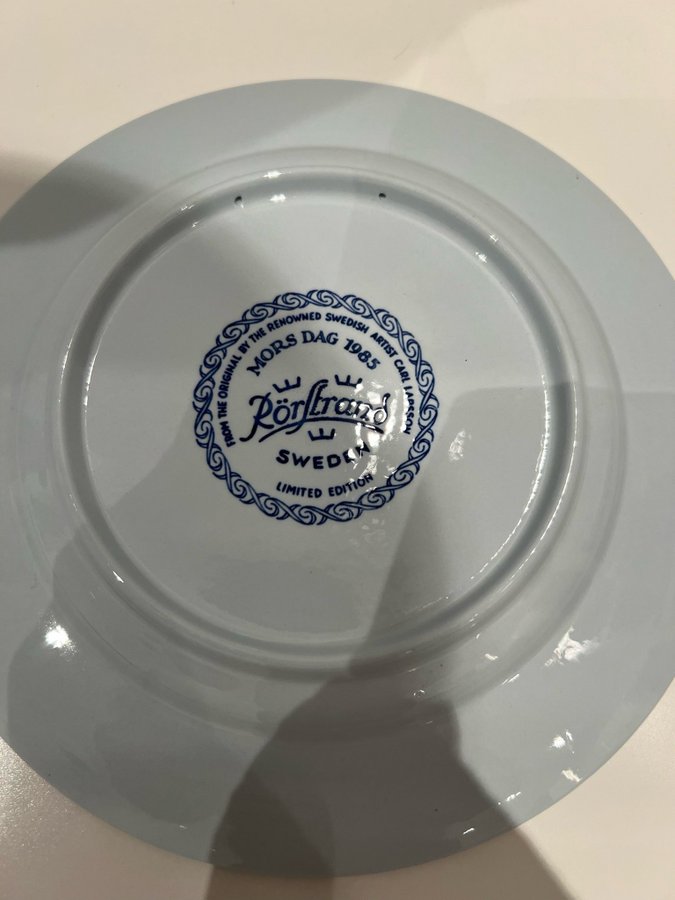 FROM THE ORIGINAL BY THE RENOWNED SWEDISH ARTIST CARL LARSSON
MORS DAG 1985
Rörstrand
SWEDEN
LIMITED EDITION